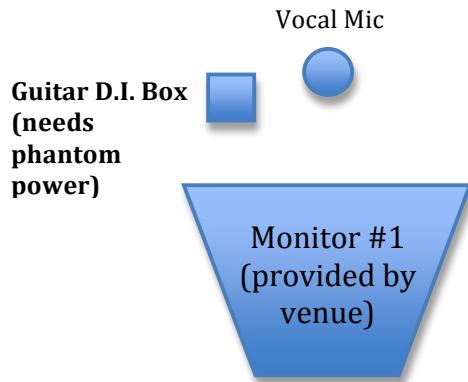 Vocal Mic
Guitar D.I. Box
(needs
phantom
power)
Monitor #1
(provided by
venue)